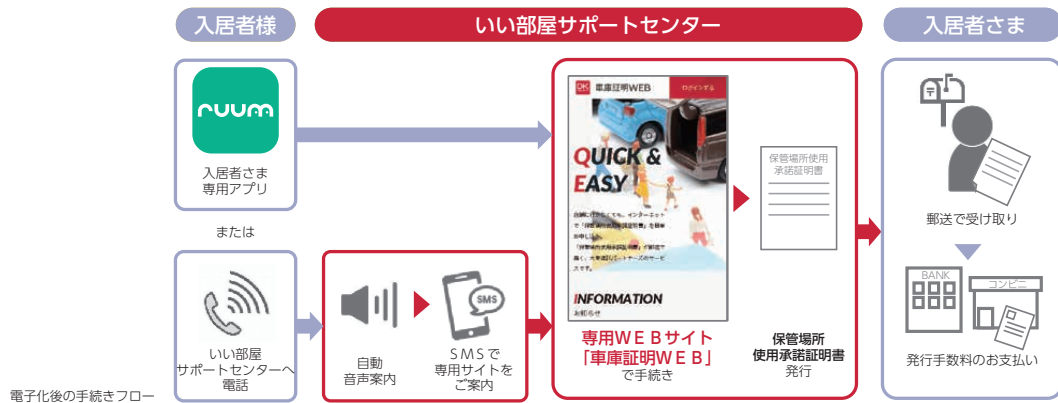 入居者様
いい部屋サポートセンター
入居者さま
ruum
入居者さま
専用アプリ
または
いい部屋
サポートセンターへ
電話
自動
音声案内
SMS
ＳＭＳで
専用サイトを
ご案内
DK 車庫証明WEB ログインする
QUICK &
EASY
INFORMATION
お知らせ
専用ＷＥＢサイト
「車庫証明ＷＥＢ」
で手続き
保管場所使用
承諾証明書
保管場所
使用承諾証明書
発行
〒
郵送で受け取り
BANK
コンビニ
発行手数料のお支払い
電子化後の手続きフロー